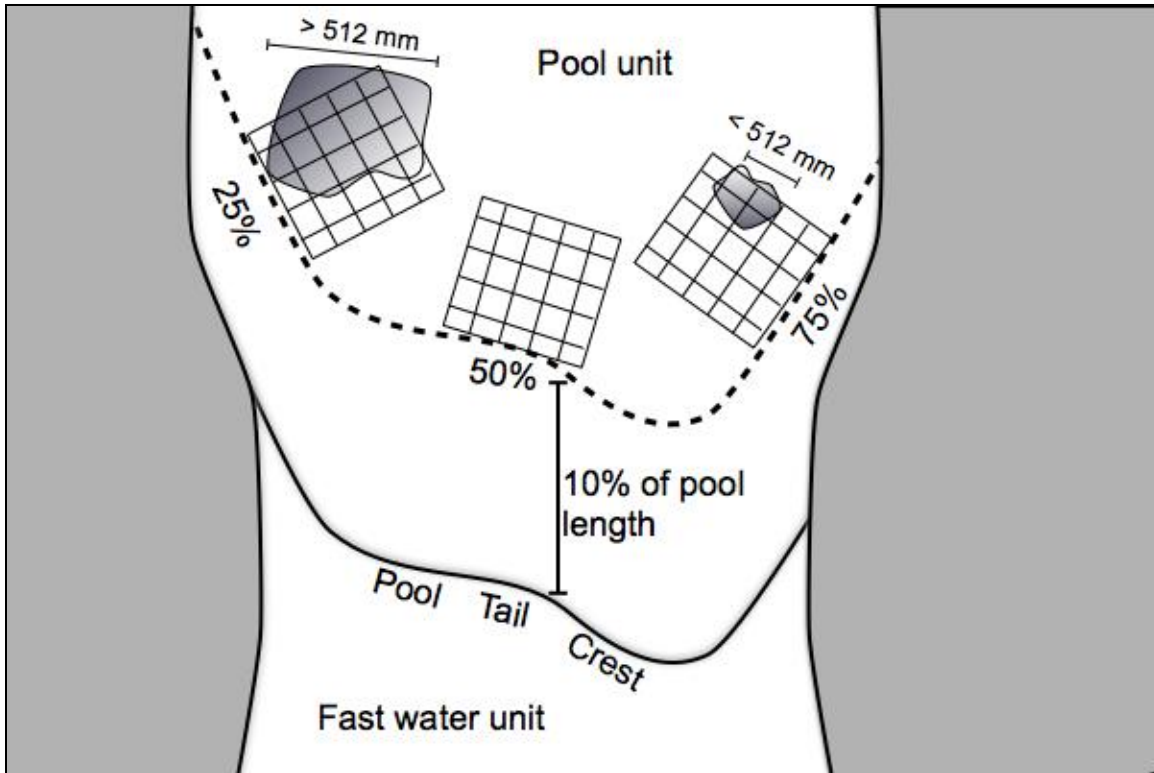 > 512 mm
Pool unit
< 512 mm
25%
75%
50%
10% of pool
length
Pool Tail Crest
Fast water unit